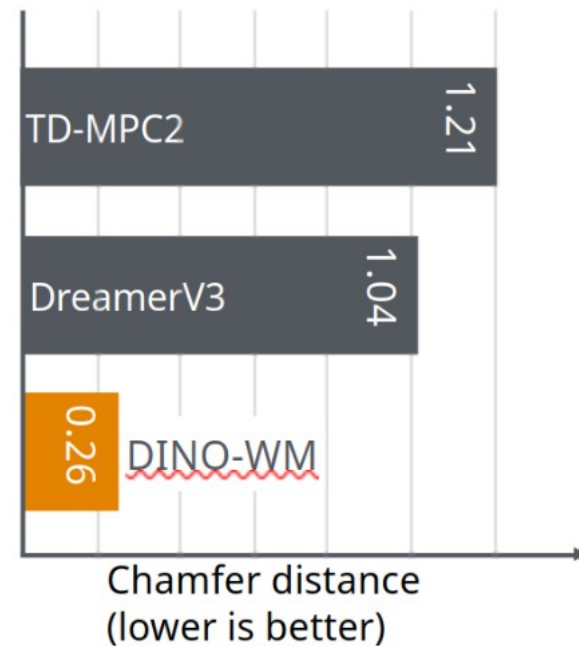 TD-MPC2
1.21
DreamerV3
1.04
0.26
DINO-WM
Chamfer distance
(lower is better)